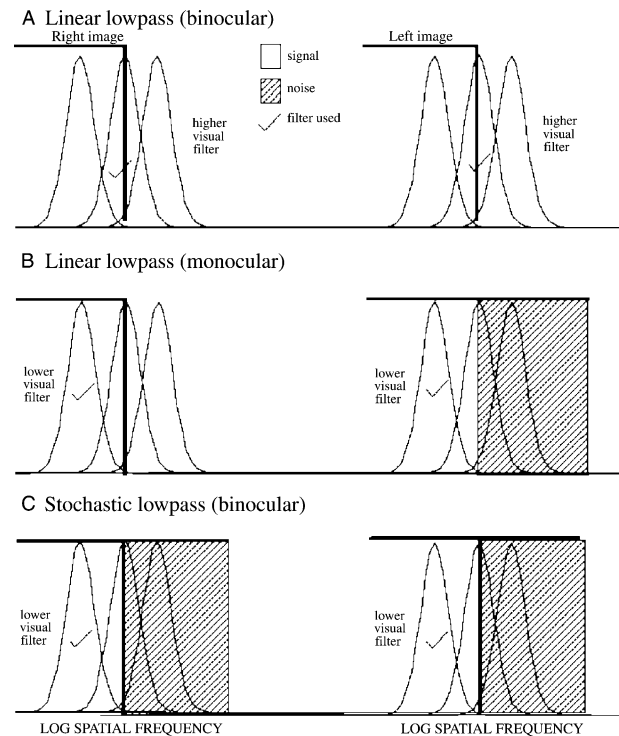 A Linear lowpass (binocular)
Right image
Left image
signal
noise
filter used
higher
visual
filter
higher
visual
filter
B Linear lowpass (monocular)
lower
visual
filter
lower
visual
filter
C Stochastic lowpass (binocular)
lower
visual
filter
lower
visual
filter
LOG SPATIAL FREQUENCY
LOG SPATIAL FREQUENCY